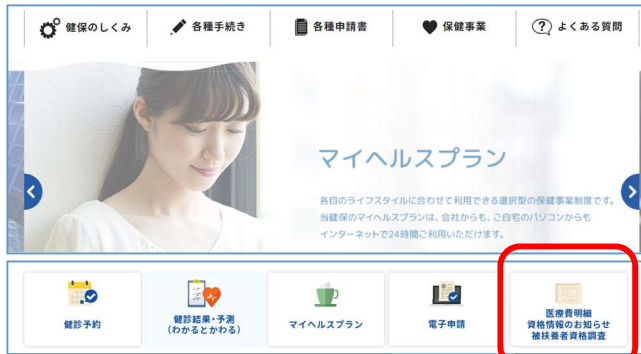 健保のしくみ
各種手続き
各種申請書
保健事業
よくある質問
マイヘルスプラン
各自のライフスタイルに合わせて利用できる選択型の保健事業制度です。
当健保のマイヘルスプランは、会社からも、ご自宅のパソコンからも
インターネットで24時間ご利用いただけます。
健診予約
健診結果・予測
(わかるとかわる)
マイヘルスプラン
電子申請
医療費明細
資格情報のお知らせ
被扶養者資格調査